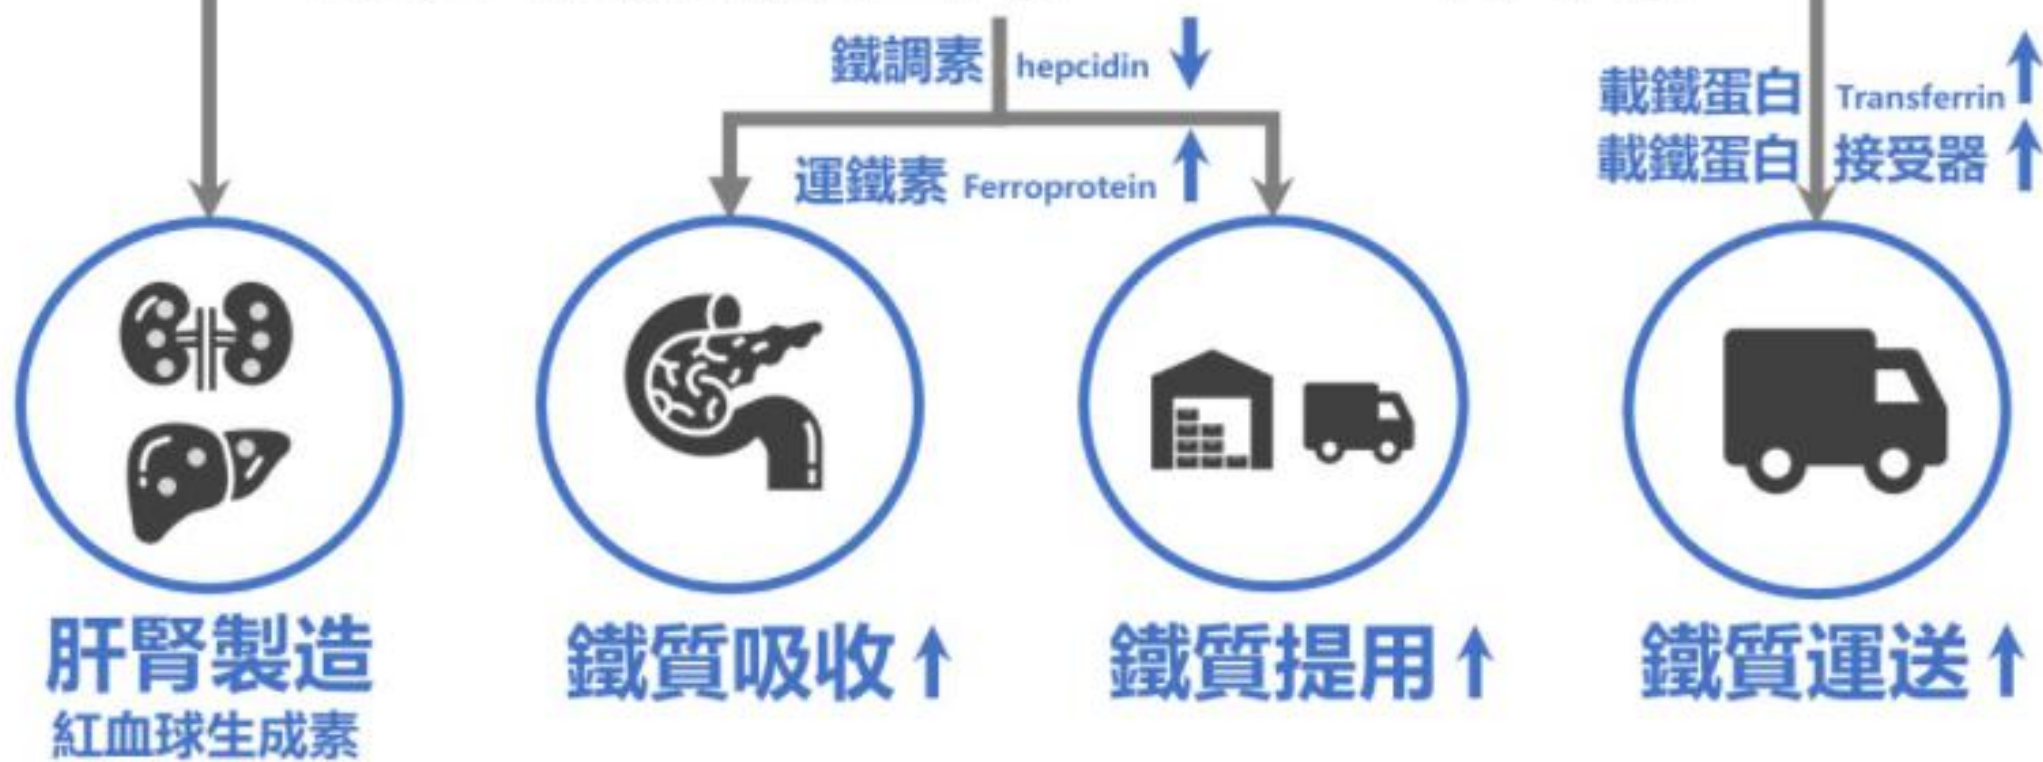 鐵調素 hepcidin ↓
運鐵素 Ferroprotein ↑
載鐵蛋白 Transferrin ↑
載鐵蛋白 接受器 ↑
肝腎製造
紅血球生成素
鐵質吸收↑
鐵質提用↑
鐵質運送↑